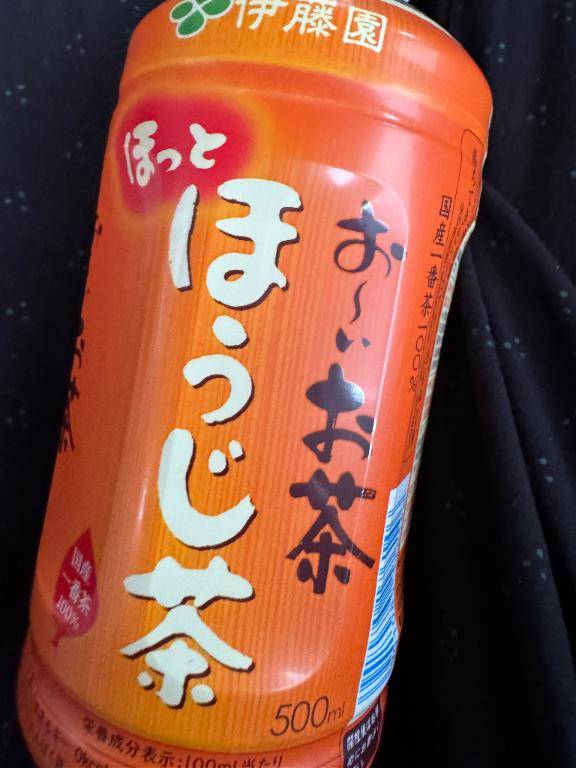 伊藤園
ほっと
ほうじ茶
お〜いお茶
国産一番茶100%
国産
一番茶
100%
500ml
栄養成分表示:100ml当たり